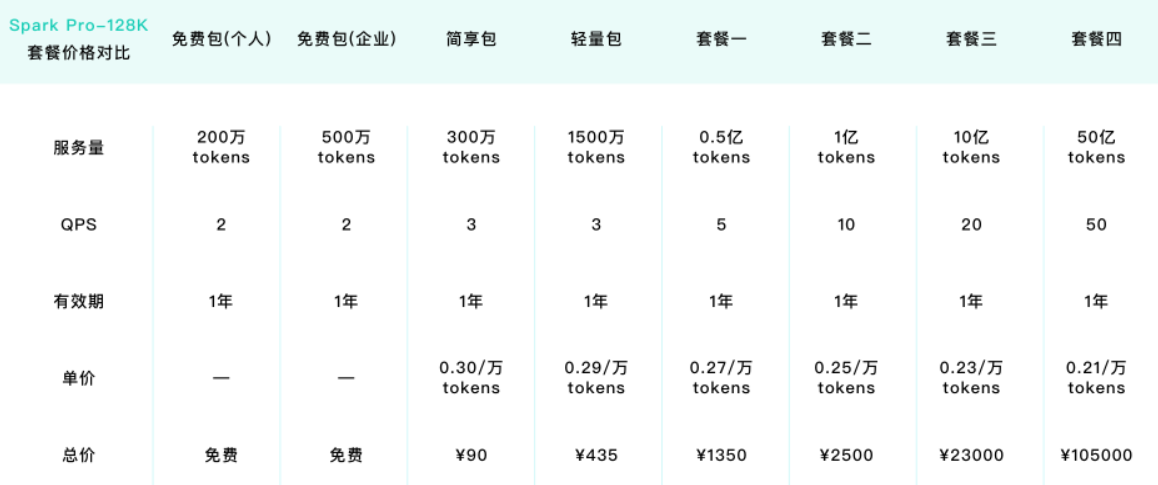 Spark Pro-128K
套餐价格对比
免费包(个人)
免费包(企业)
简享包
轻量包
套餐一
套餐二
套餐三
套餐四
服务量
200万
tokens
500万
tokens
300万
tokens
1500万
tokens
0.5亿
tokens
1亿
tokens
10亿
tokens
50亿
tokens
QPS
2
2
3
3
5
10
20
50
有效期
1年
1年
1年
1年
1年
1年
1年
1年
单价
—
—
0.30/万
tokens
0.29/万
tokens
0.27/万
tokens
0.25/万
tokens
0.23/万
tokens
0.21/万
tokens
总价
免费
免费
¥90
¥435
¥1350
¥2500
¥23000
¥105000